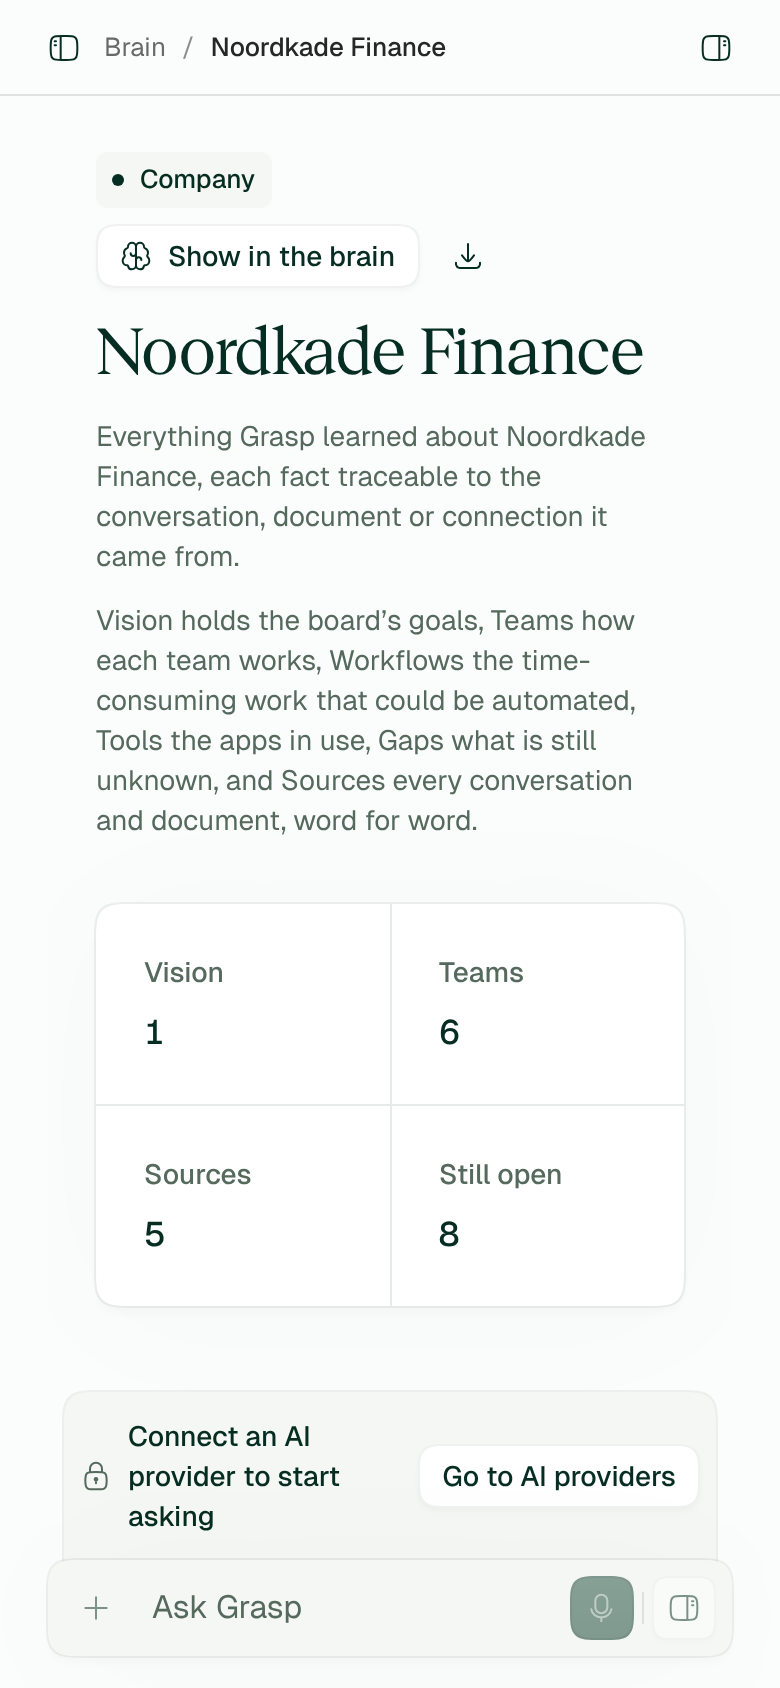 Brain / Noordkade Finance
Company
Show in the brain
Noordkade Finance
Everything Grasp learned about Noordkade
Finance, each fact traceable to the
conversation, document or connection it
came from.
Vision holds the board’s goals, Teams how
each team works, Workflows the time-
consuming work that could be automated,
Tools the apps in use, Gaps what is still
unknown, and Sources every conversation
and document, word for word.
Vision
1
Teams
6
Sources
5
Still open
8
Connect an AI
provider to start
asking
Go to AI providers
Ask Grasp